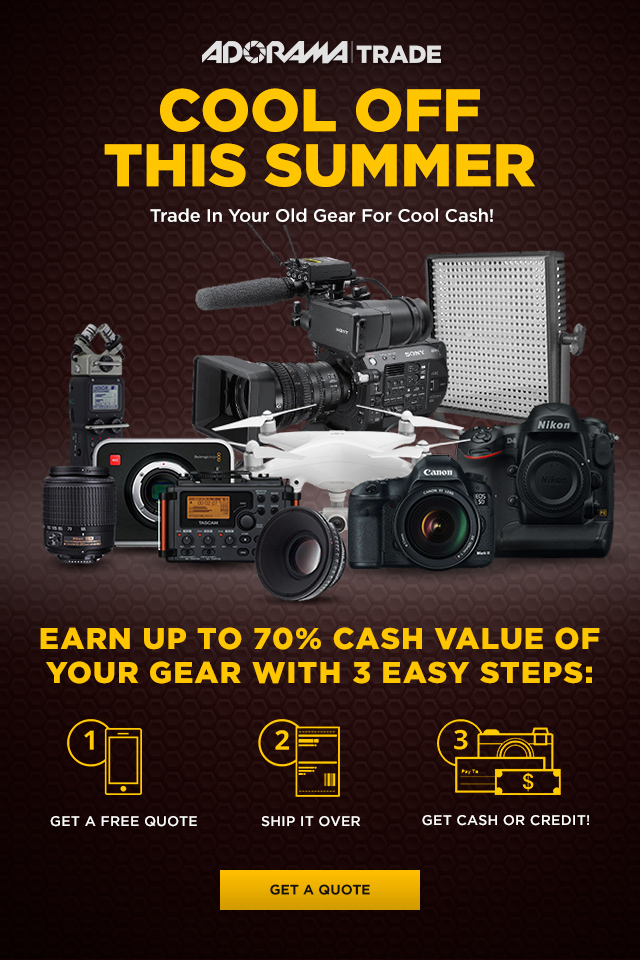 ADORAMA TRADE
COOL OFF
THIS SUMMER
Trade In Your Old Gear For Cool Cash!
SONY
Nikon
Canon
EOS
5D
Mark III
TASCAM
EARN UP TO 70% CASH VALUE OF
YOUR GEAR WITH 3 EASY STEPS:
1
2
3
Pay To
$
GET A FREE QUOTE
SHIP IT OVER
GET CASH OR CREDIT!
GET A QUOTE